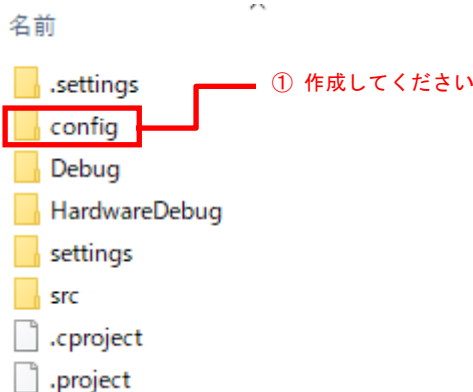 名前
.settings
① 作成してください
config
Debug
HardwareDebug
settings
src
.cproject
.project